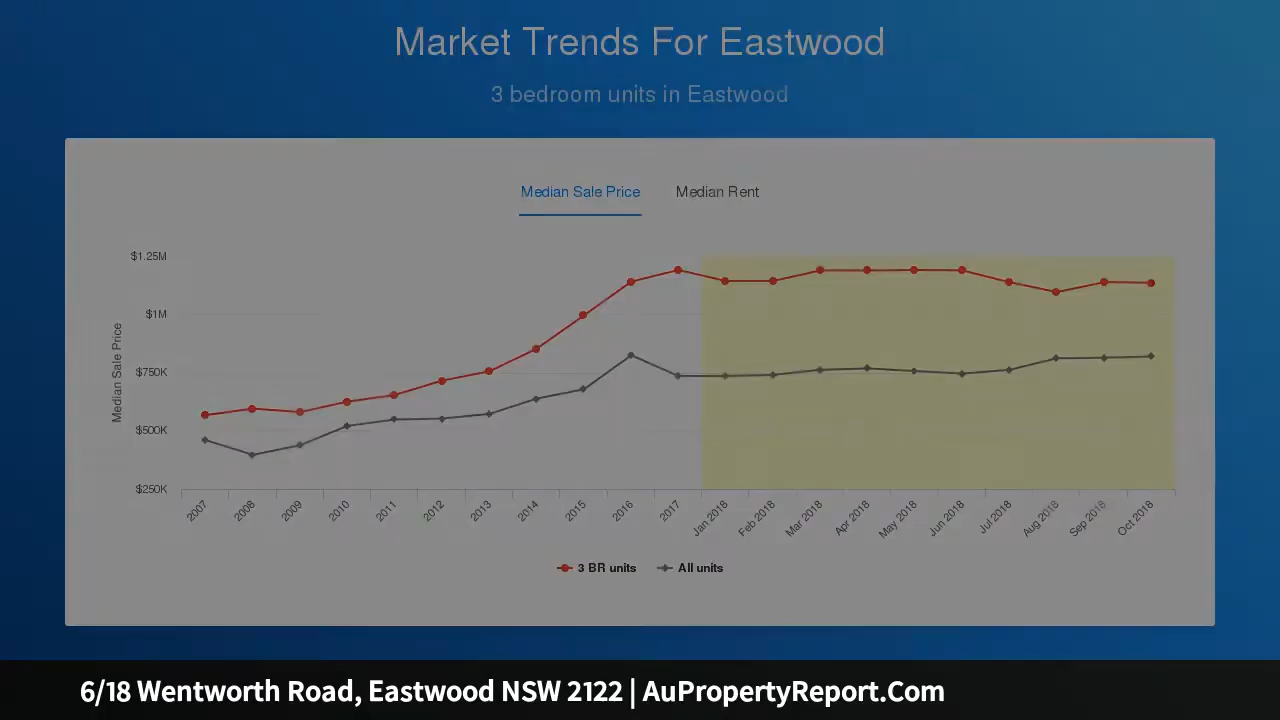 Market Trends For Eastwood
3 bedroom units in Eastwood
Median Sale Price Median Rent
$1.25M
$1M
$750K
$500K
$250K
Median Sale Price
2007 2008 2009 2010 2011 2012 2013 2014 2015 2016 2017 Jan 2018 Feb 2018 Mar 2018 Apr 2018 May 2018 Jun 2018 Jul 2018 Aug 2018 Sep 2018 Oct 2018
3 BR units All units
6/18 Wentworth Road, Eastwood NSW 2122 | AuPropertyReport.Com